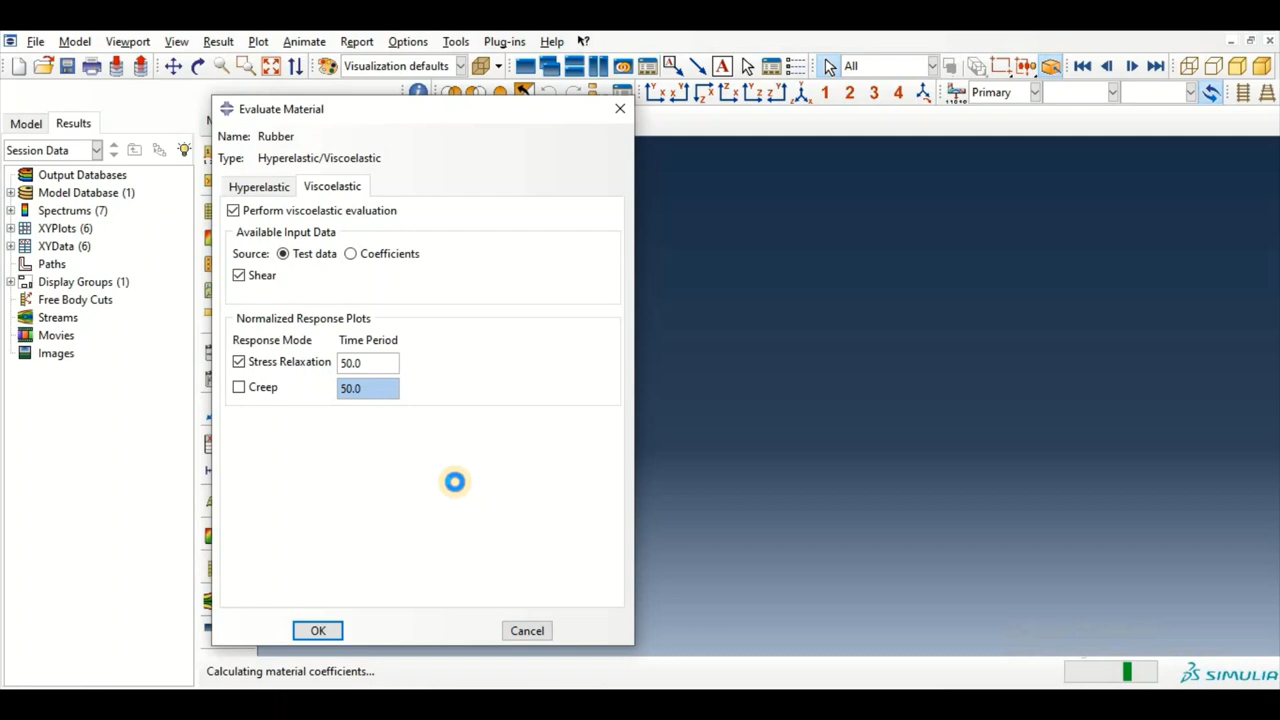 File Model Viewport View Result Plot Animate Report Options Tools Plug-ins Help
Visualization defaults All
1 2 3 4 Primary
Evaluate Material
Model Results
Name: Rubber
Session Data
Type: Hyperelastic/Viscoelastic
Output Databases
Model Database (1)
Spectrums (7)
XYPlots (6)
XYData (6)
Paths
Display Groups (1)
Free Body Cuts
Streams
Movies
Images
Hyperelastic Viscoelastic
Perform viscoelastic evaluation
Available Input Data
Source: Test data Coefficients
Shear
Normalized Response Plots
Response Mode Time Period
Stress Relaxation 50.0
Creep 50.0
OK Cancel
Calculating material coefficients...
SIMULIA